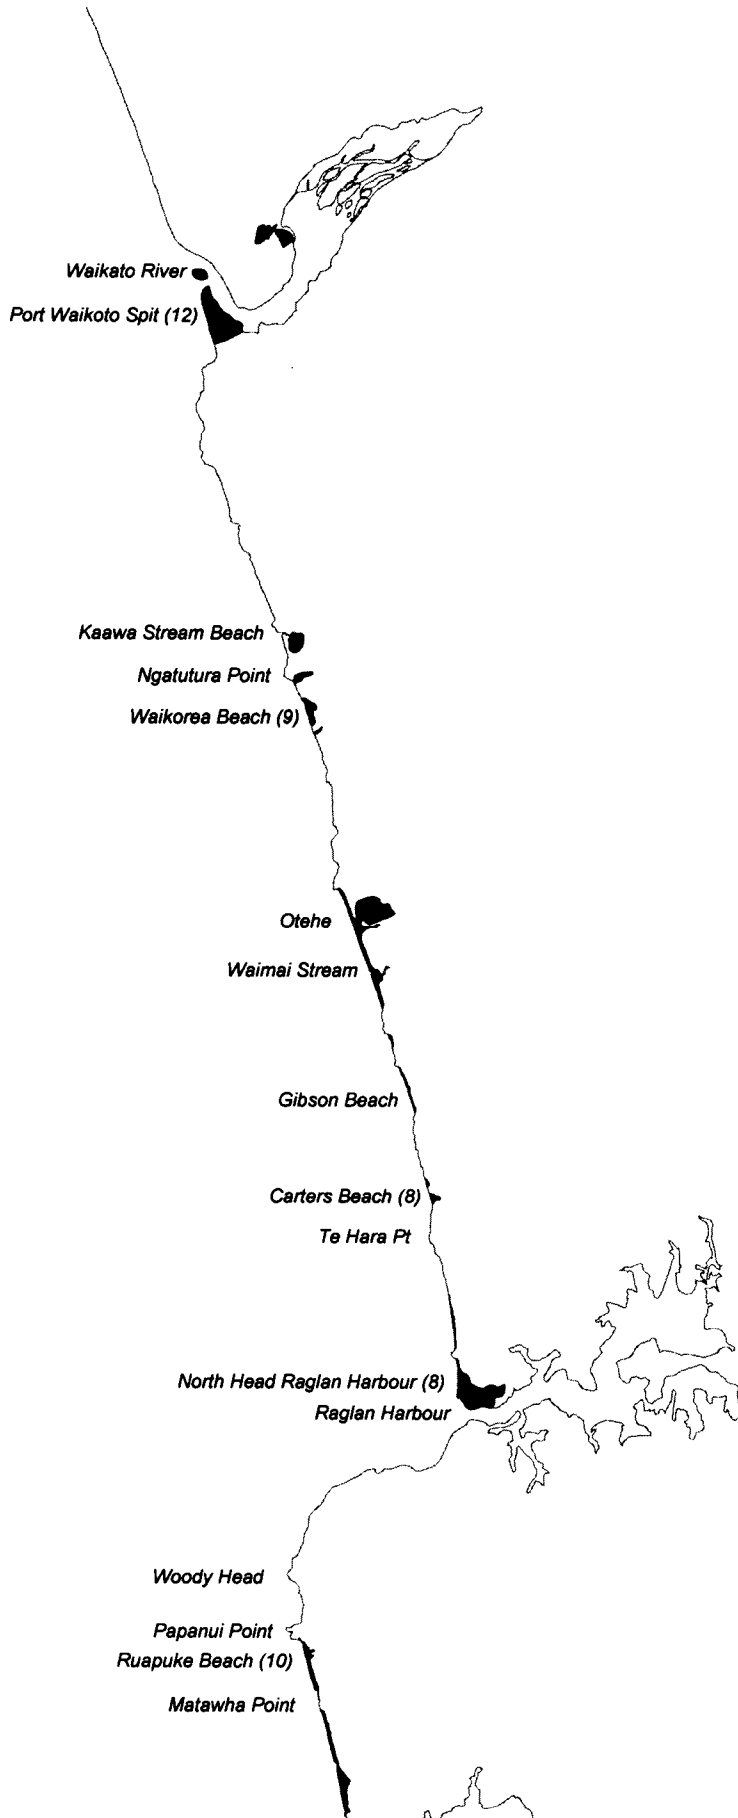 Waikato River
Port Waikoto Spit (12)
Kaawa Stream Beach
Ngatutura Point
Waikorea Beach (9)
Otehe
Waimai Stream
Gibson Beach
Carters Beach (8)
Te Hara Pt
North Head Raglan Harbour (8)
Raglan Harbour
Woody Head
Papanui Point
Ruapuke Beach (10)
Matawha Point